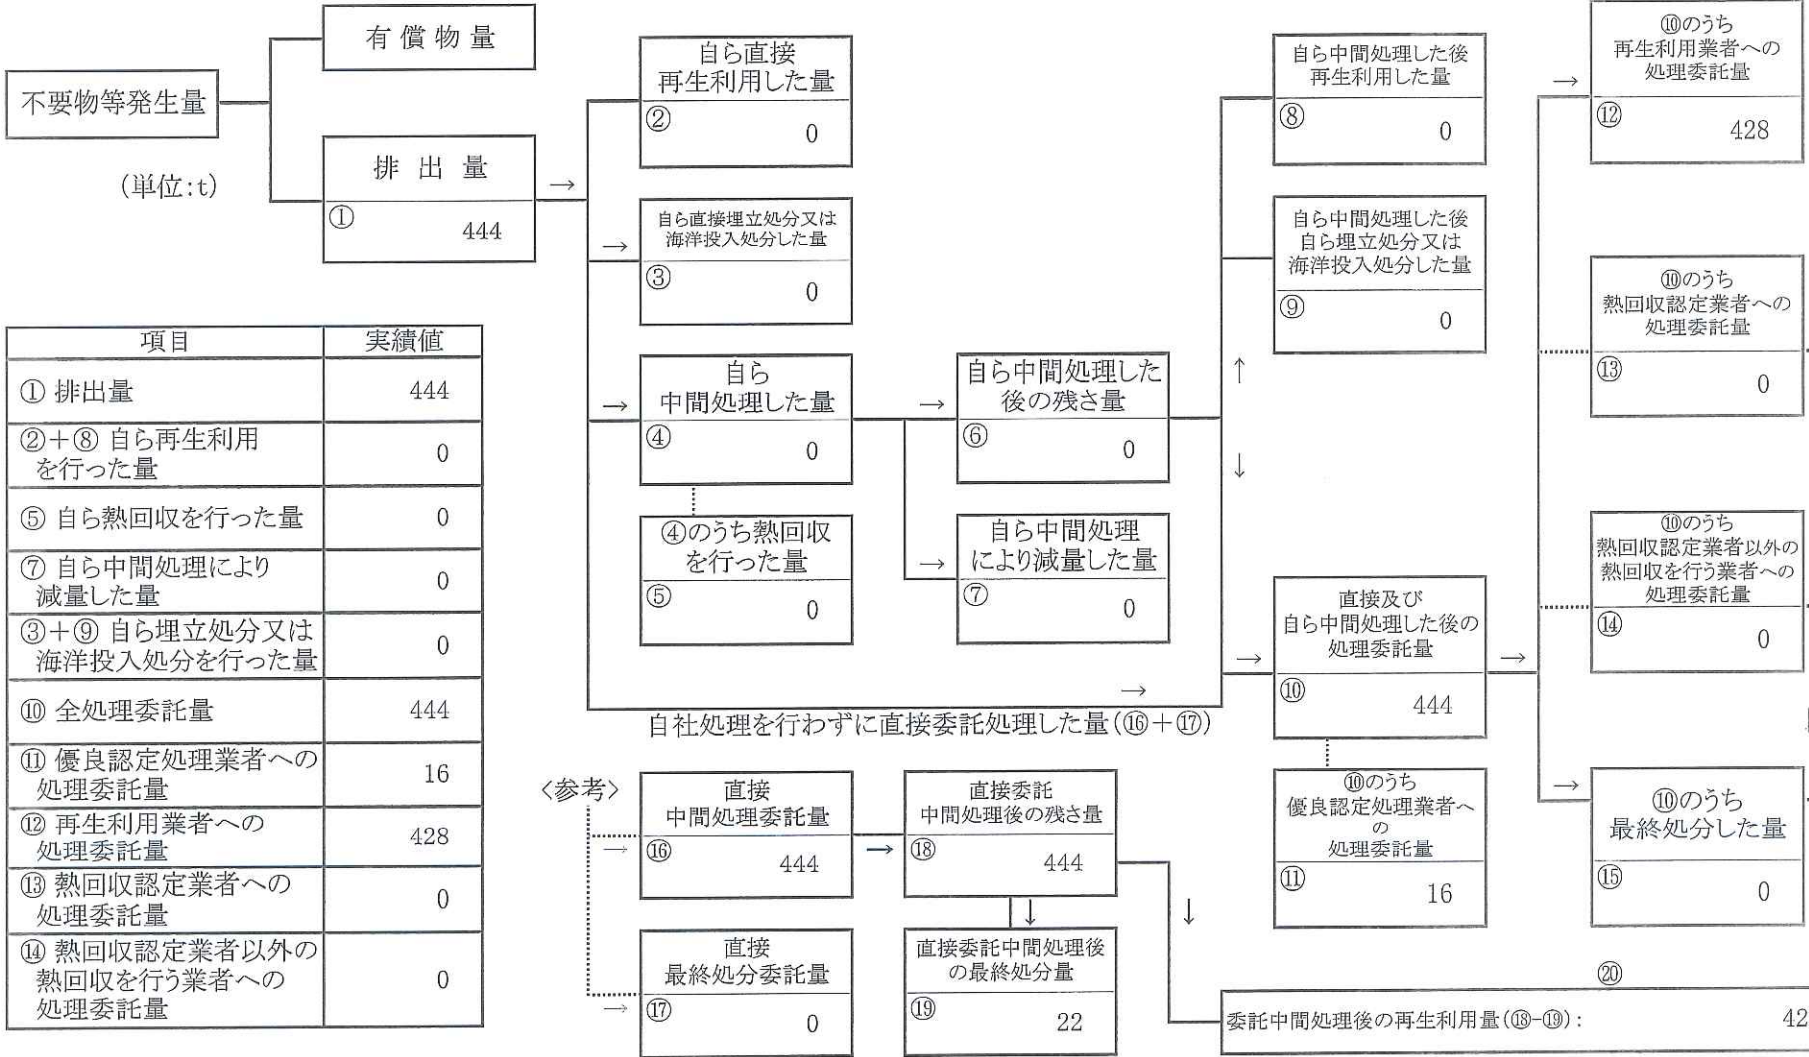 有償物量
不要物等発生量
(単位:t)
排出量
①
444
自ら直接
再生利用した量
②
0
自ら直接埋立処分又は
海洋投入処分した量
③
0
自ら
中間処理した量
④
0
④のうち熱回収
を行った量
⑤
0
自ら中間処理した
後の残さ量
⑥
0
自ら中間処理
により減量した量
⑦
0
自ら中間処理した後
再生利用した量
⑧
0
自ら中間処理した後
自ら埋立処分又は
海洋投入処分した量
⑨
0
直接及び
自ら中間処理した後の
処理委託量
⑩
444
⑩のうち
優良認定処理業者へ
の
処理委託量
⑪
16
⑩のうち
再生利用業者への
処理委託量
⑫
428
⑩のうち
熱回収認定業者への
処理委託量
⑬
0
⑩のうち
熱回収認定業者以外の
熱回収を行う業者への
処理委託量
⑭
0
⑩のうち
最終処分した量
⑮
0
自社処理を行わずに直接委託処理した量(⑯+⑰)
〈参考〉
直接
中間処理委託量
⑯
444
直接
最終処分委託量
⑰
0
直接委託
中間処理後の残さ量
⑱
444
直接委託中間処理後
の最終処分量
⑲
22
⑳
委託中間処理後の再生利用量(⑱-⑲): 42
項目 実績値
① 排出量 444
②+⑧ 自ら再生利用
を行った量 0
⑤ 自ら熱回収を行った量 0
⑦ 自ら中間処理により
減量した量 0
③+⑨ 自ら埋立処分又は
海洋投入処分を行った量 0
⑩ 全処理委託量 444
⑪ 優良認定処理業者への
処理委託量 16
⑫ 再生利用業者への
処理委託量 428
⑬ 熱回収認定業者への
処理委託量 0
⑭ 熱回収認定業者以外の
熱回収を行う業者への
処理委託量 0